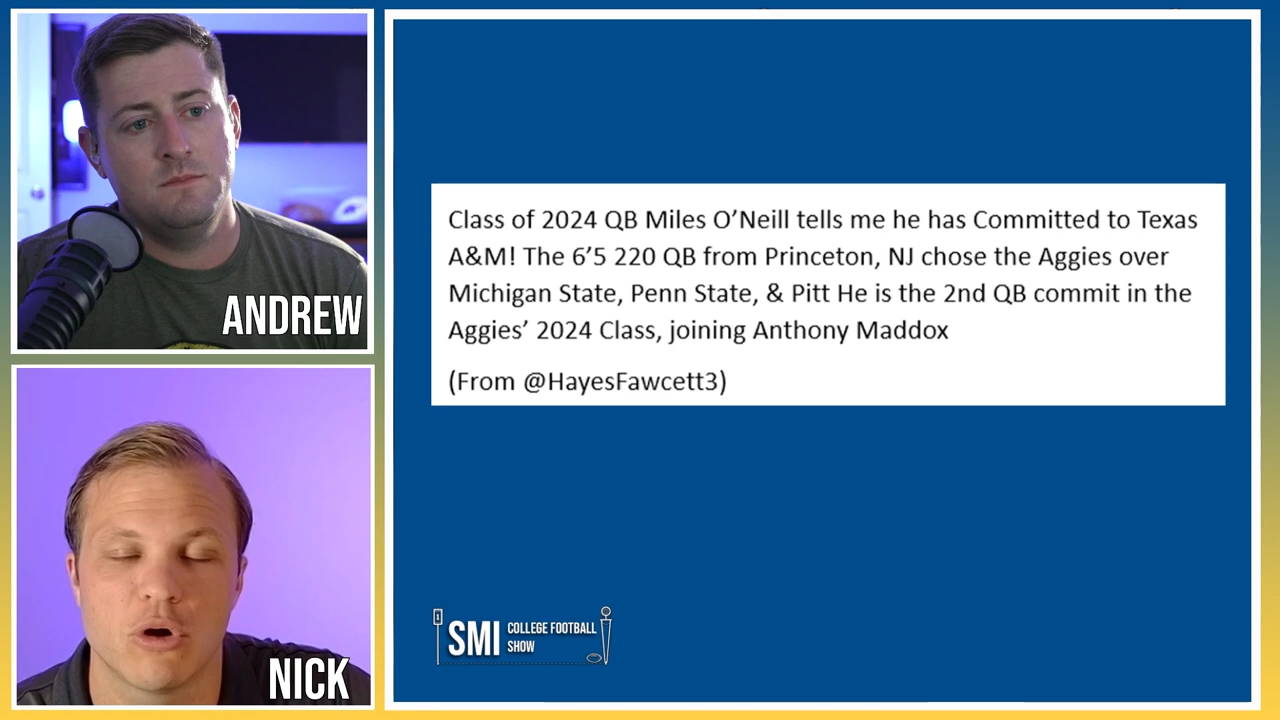 ANDREW
NICK
Class of 2024 QB Miles O’Neill tells me he has Committed to Texas
A&M! The 6’5 220 QB from Princeton, NJ chose the Aggies over
Michigan State, Penn State, & Pitt He is the 2nd QB commit in the
Aggies’ 2024 Class, joining Anthony Maddox
(From @HayesFawcett3)
SMI COLLEGE FOOTBALL
SHOW